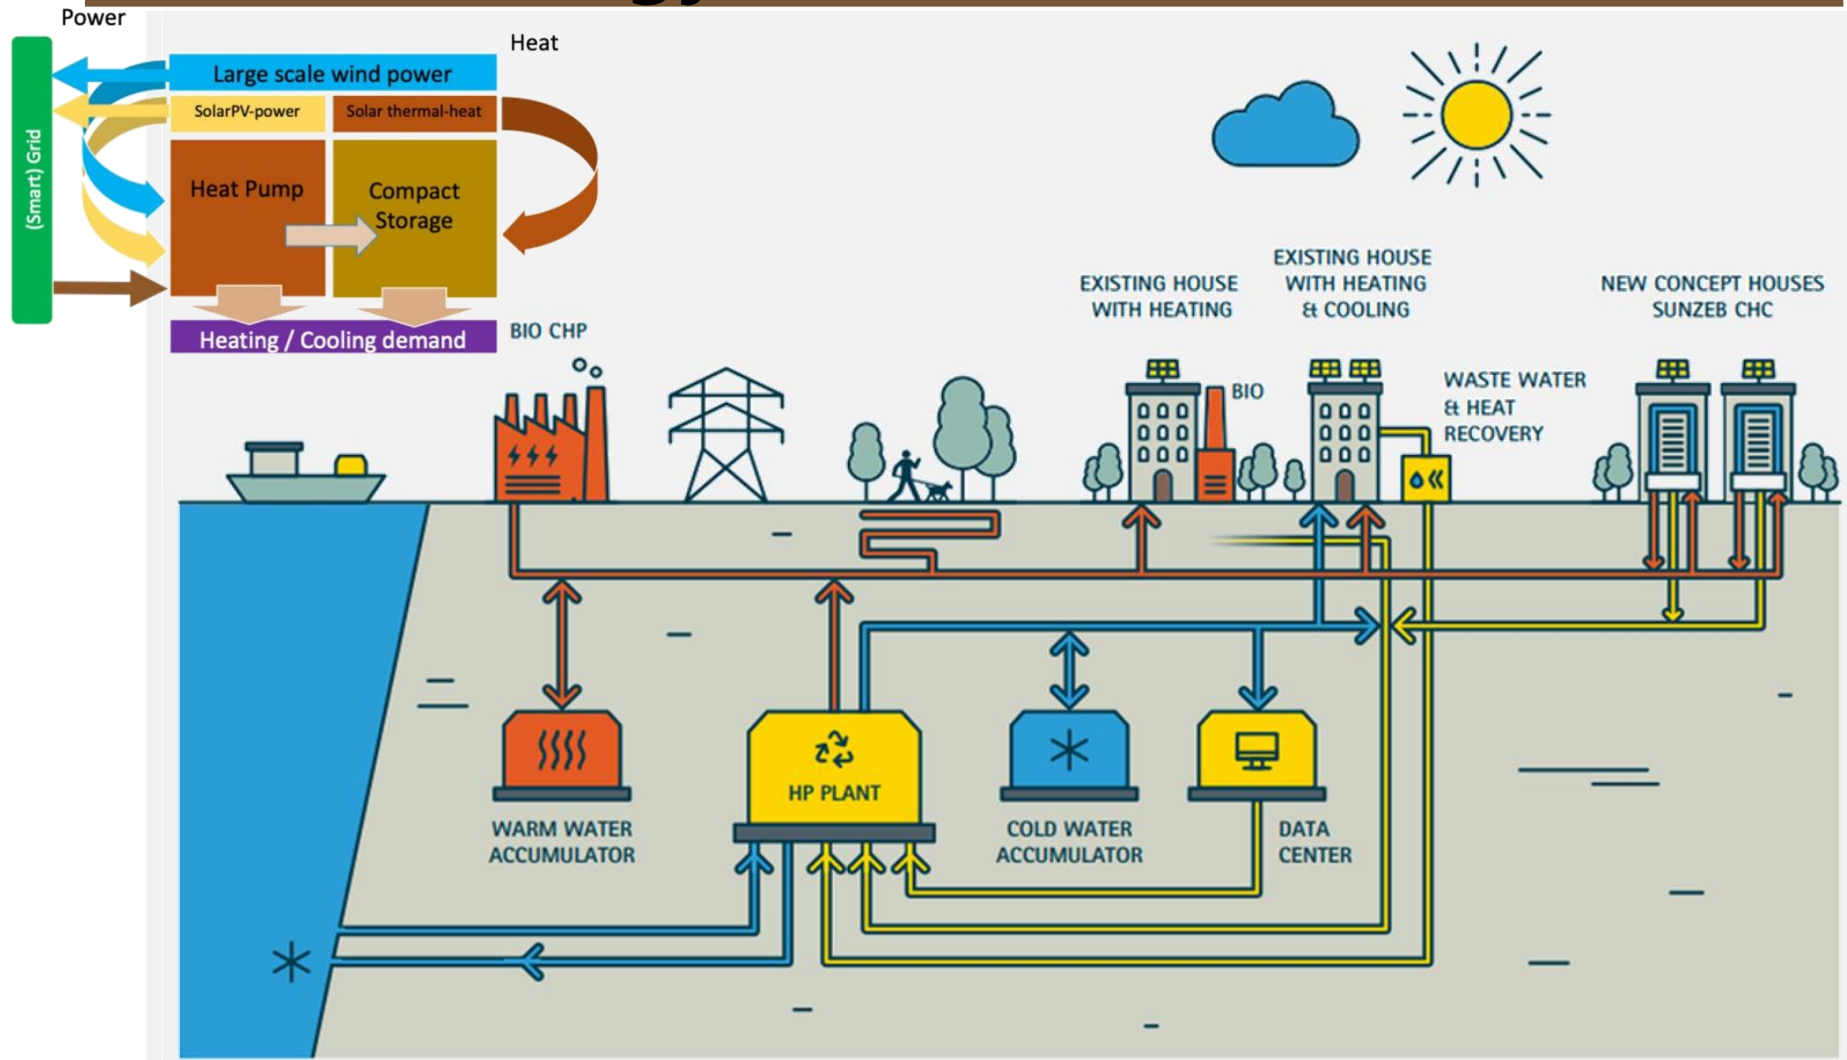 Power
Heat
(Smart) Grid
Large scale wind power
SolarPV-power
Solar thermal-heat
Heat Pump
Compact
Storage
Heating / Cooling demand
BIO CHP
EXISTING HOUSE
WITH HEATING
EXISTING HOUSE
WITH HEATING
& COOLING
NEW CONCEPT HOUSES
SUNZEB CHC
BIO
WASTE WATER
& HEAT
RECOVERY
HP PLANT
WARM WATER
ACCUMULATOR
COLD WATER
ACCUMULATOR
DATA
CENTER